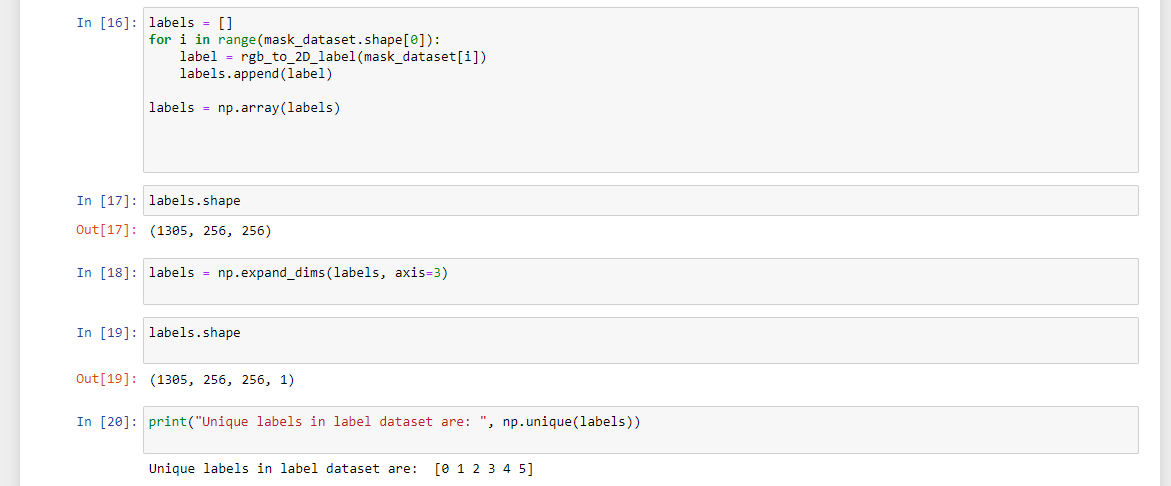 In [16]: labels = []
for i in range(mask_dataset.shape[0]):
    label = rgb_to_2D_label(mask_dataset[i])
    labels.append(label)
labels = np.array(labels)
In [17]: labels.shape
Out[17]: (1305, 256, 256)
In [18]: labels = np.expand_dims(labels, axis=3)
In [19]: labels.shape
Out[19]: (1305, 256, 256, 1)
In [20]: print("Unique labels in label dataset are: ", np.unique(labels))
Unique labels in label dataset are:  [0 1 2 3 4 5]